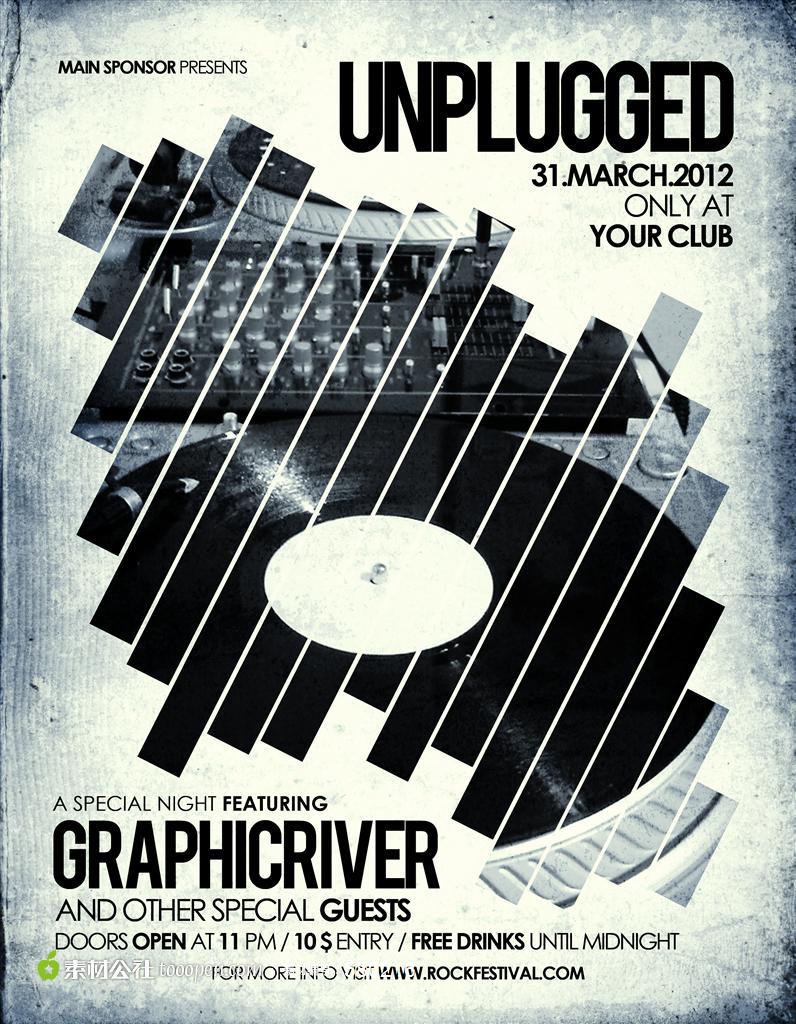 MAIN SPONSOR PRESENTS
UNPLUGGED
31.MARCH.2012
ONLY AT
YOUR CLUB
A SPECIAL NIGHT FEATURING
GRAPHICRIVER
AND OTHER SPECIAL GUESTS
DOORS OPEN AT 11 PM / 10 $ ENTRY / FREE DRINKS UNTIL MIDNIGHT
素材公社
FOR MORE INFO VISIT WWW.ROCKFESTIVAL.COM